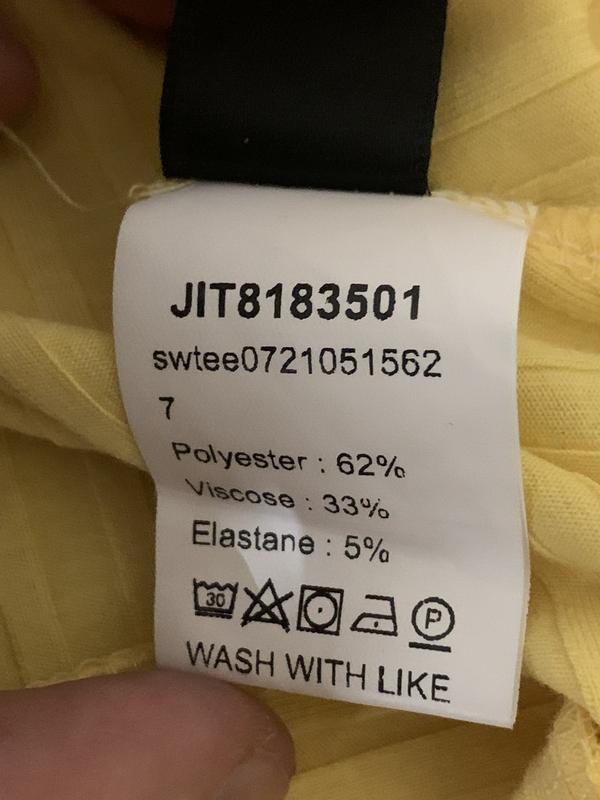 JIT8183501
swtee0721051562
7
Polyester : 62%
Viscose : 33%
Elastane : 5%
30 P
WASH WITH LIKE